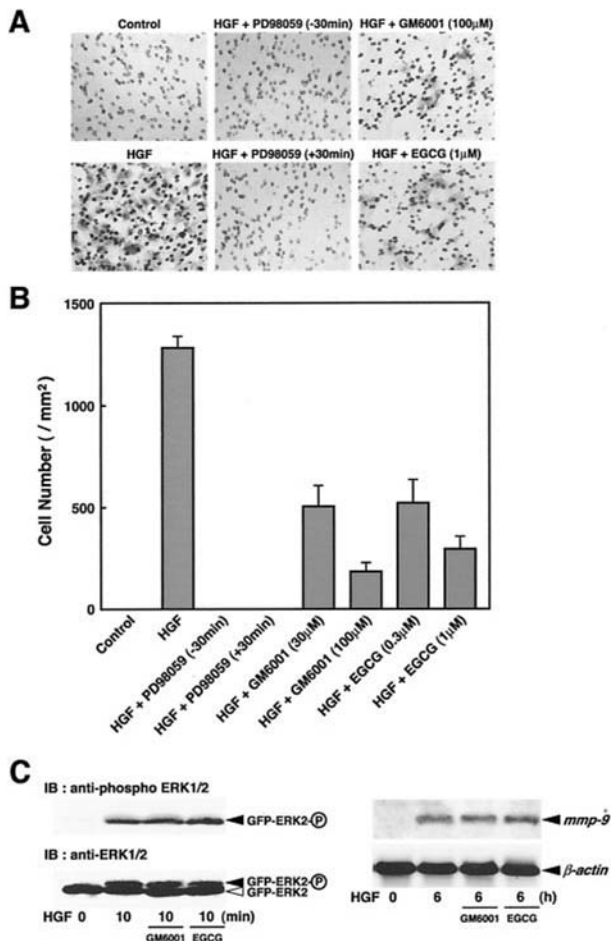 A
Control
HGF + PD98059 (-30min)
HGF + GM6001 (100μM)
HGF
HGF + PD98059 (+30min)
HGF + EGCG (1μM)
B
1500
1000
500
0
Cell Number ( / mm²)
Control
HGF
HGF + PD98059 (-30min)
HGF + PD98059 (+30min)
HGF + GM6001 (30μM)
HGF + GM6001 (100μM)
HGF + EGCG (0.3μM)
HGF + EGCG (1μM)
C
IB : anti-phospho ERK1/2
GFP-ERK2-Ⓟ
IB : anti-ERK1/2
GFP-ERK2-Ⓟ
GFP-ERK2
HGF 0 10 10 10 (min)
GM6001 EGCG
mmp-9
β-actin
HGF 0 6 6 6 (h)
GM6001 EGCG